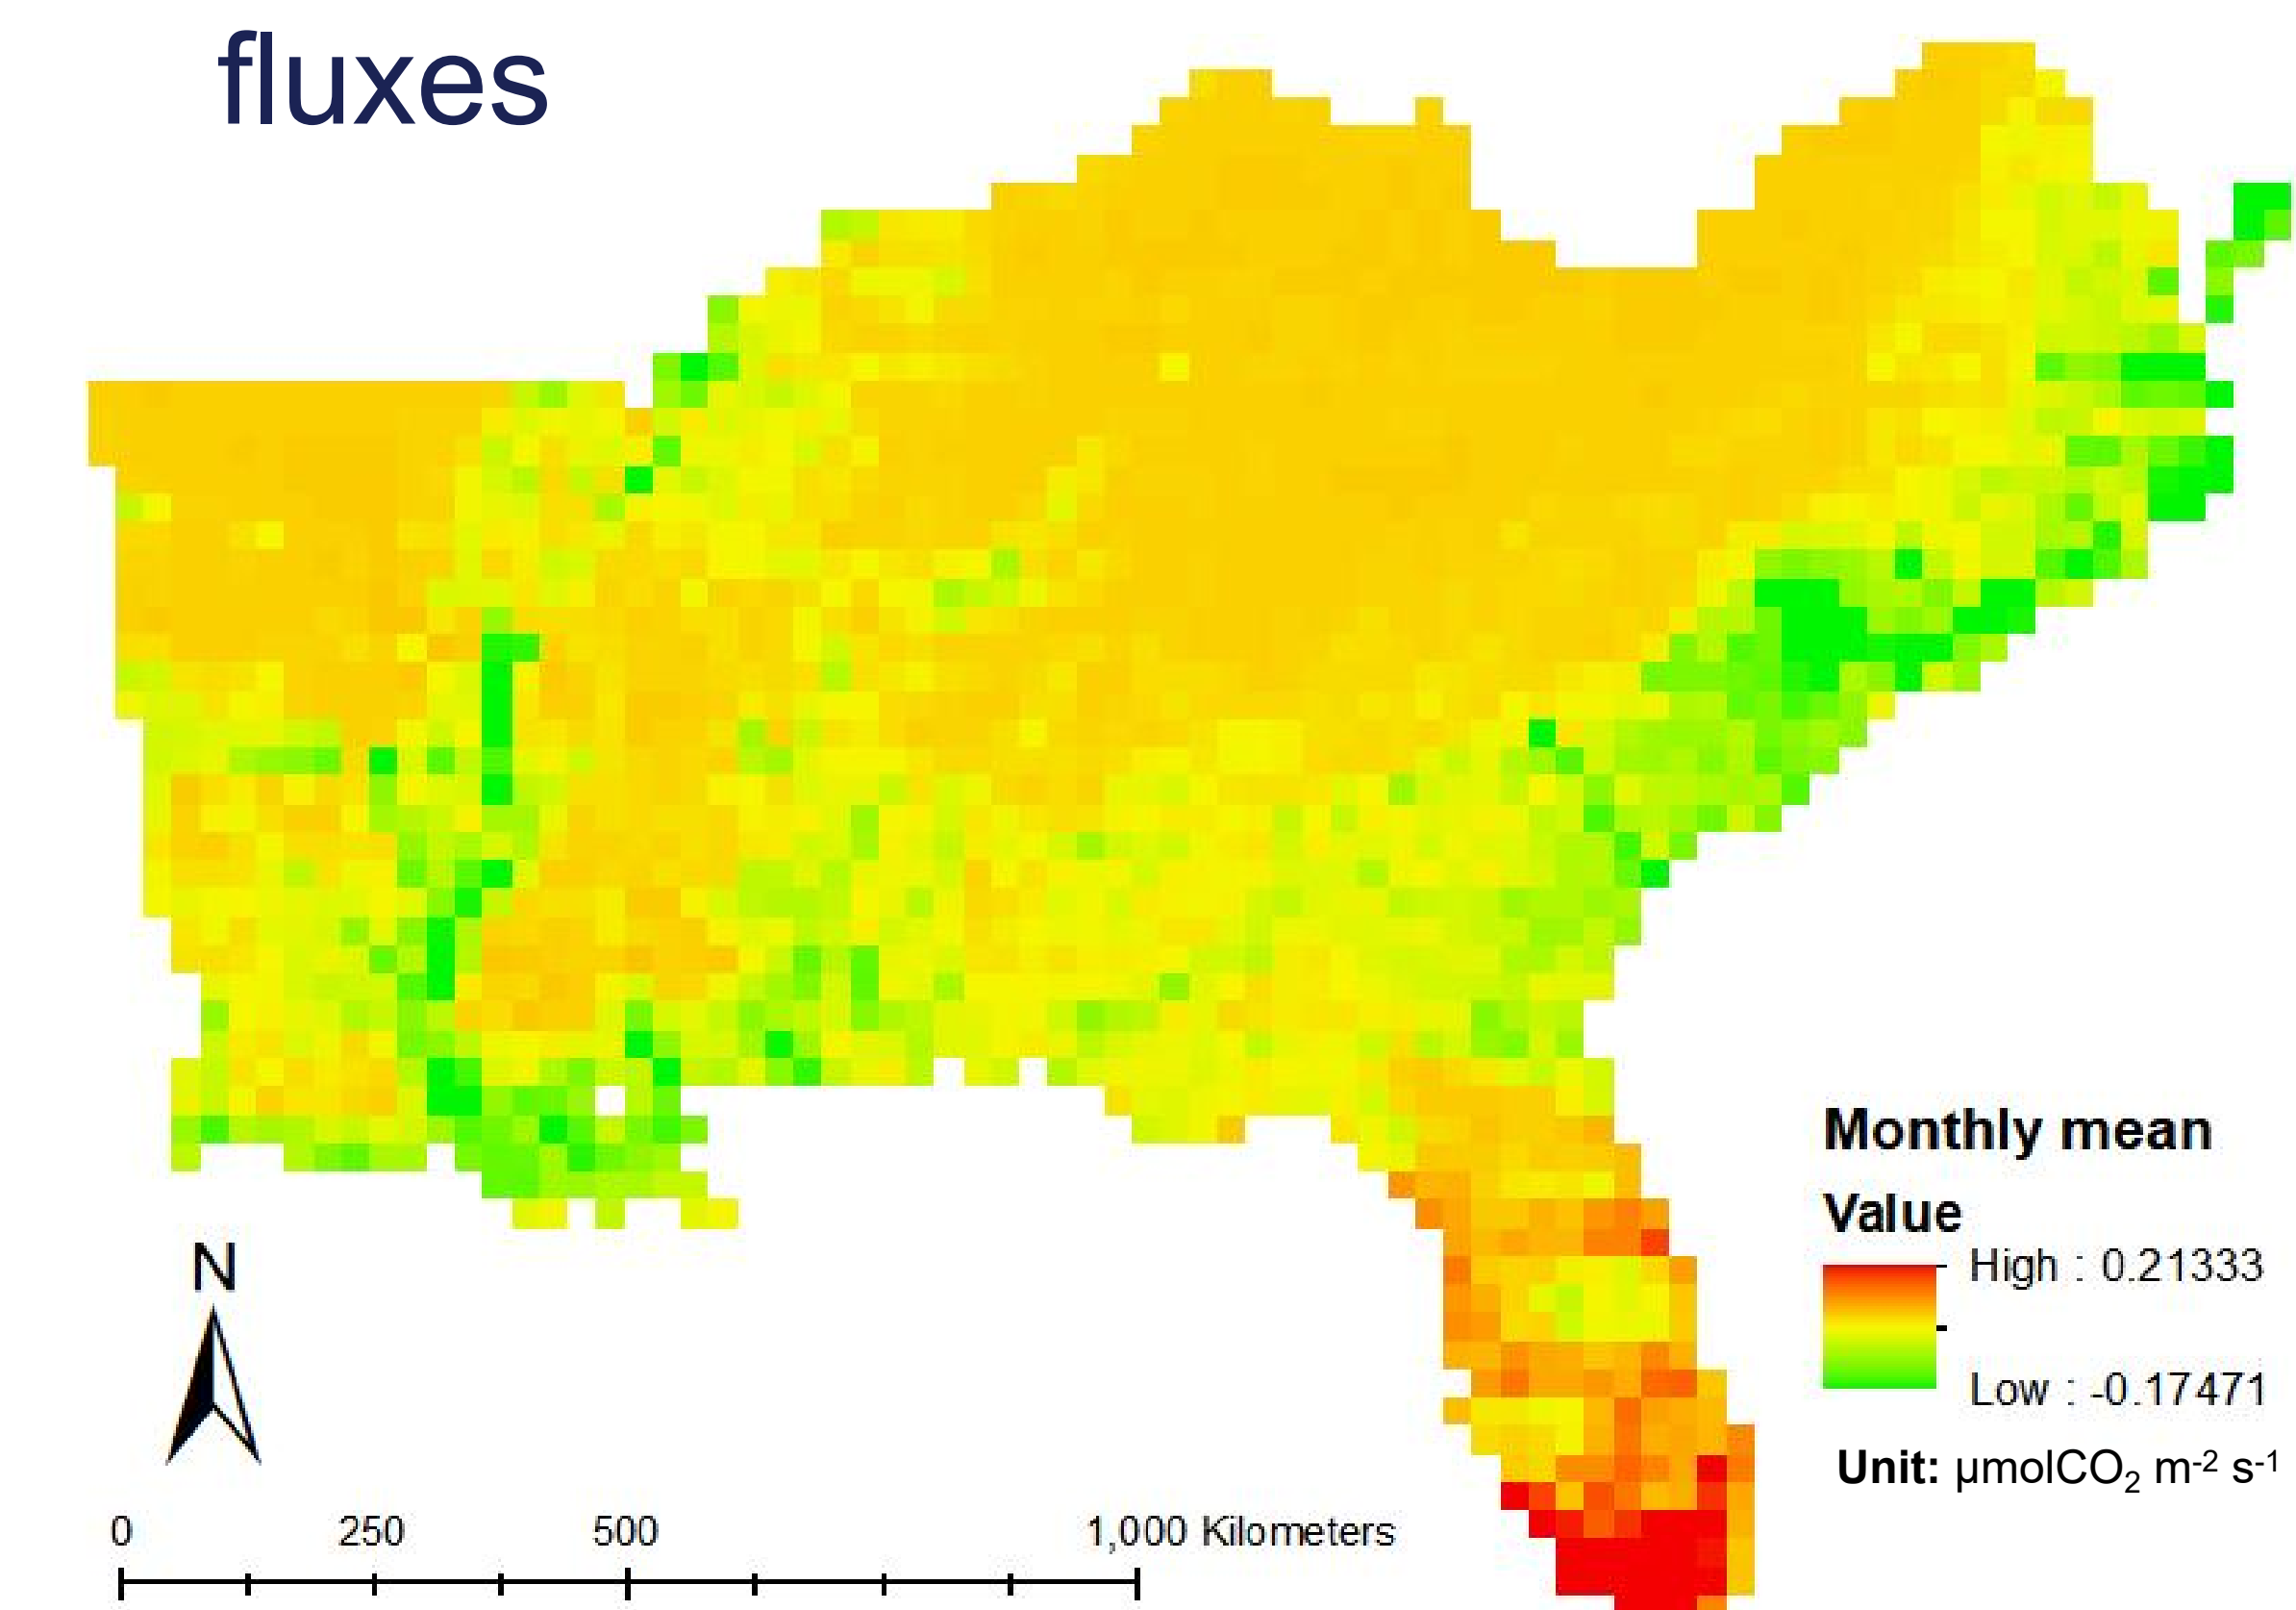 fluxes
Monthly mean
Value
High : 0.21333
Low : -0.17471
Unit: µmolCO₂ m⁻² s⁻¹
N
0 250 500 1,000 Kilometers